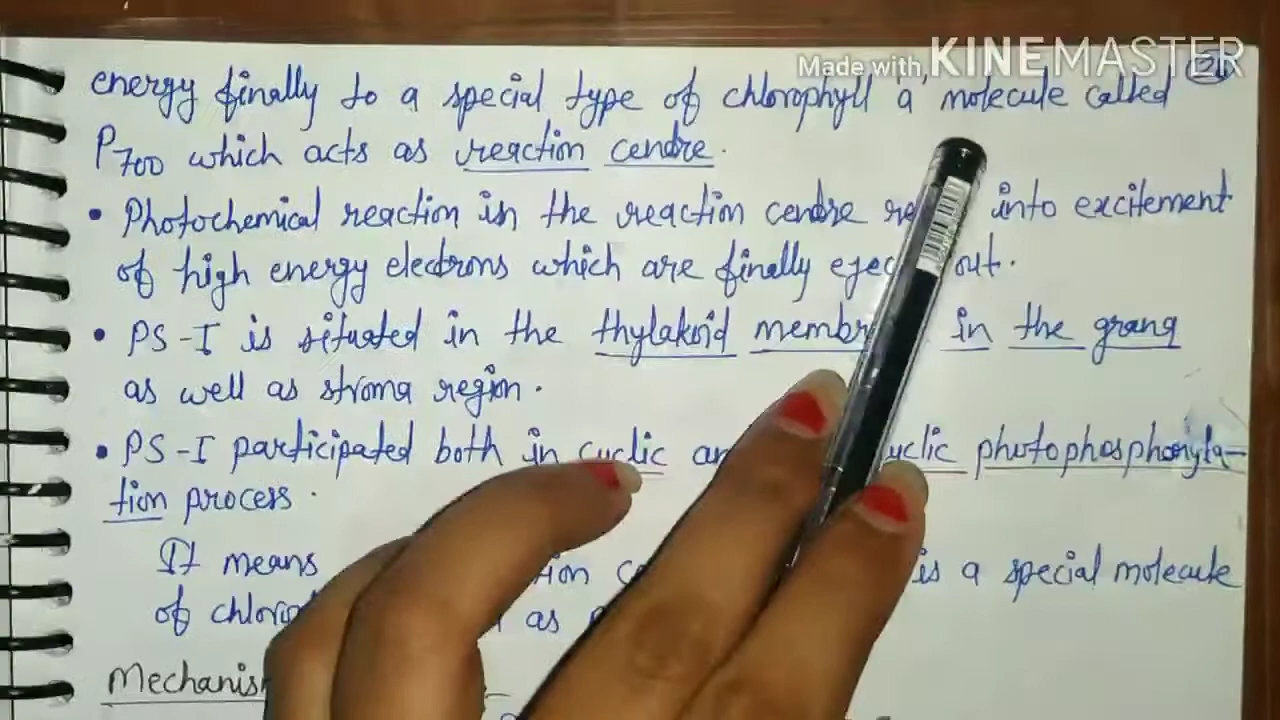 Made with KINEMASTER
energy finally to a special type of chlorophyll 'a' molecule called
P700 which acts as reaction centre.
• Photochemical reaction in the reaction centre into excitement
of high energy electrons which are finally out.
• PS-I is situated in the thylakoid in the grana
as well as stroma region.
• PS-I participated both in cyclic photophosphoryla-
tion process.
It means is a special molecule
of as